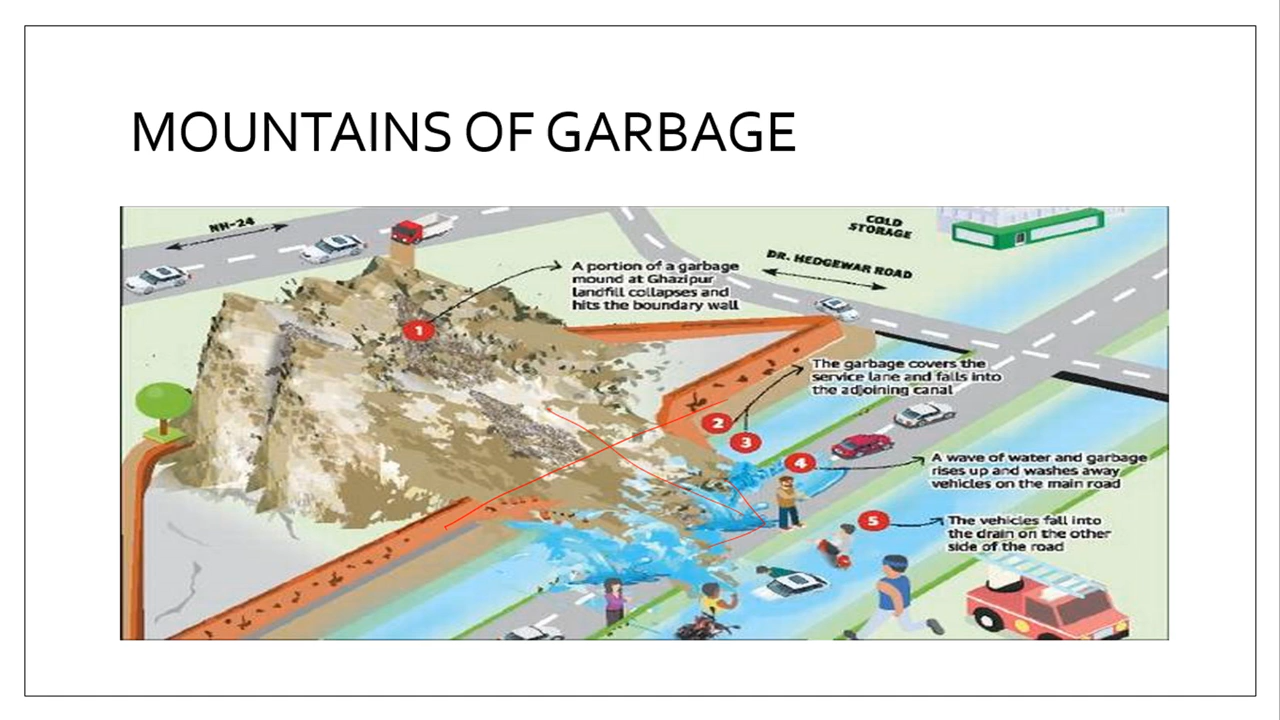 MOUNTAINS OF GARBAGE
NH-24
COLD
STORAGE
DR. HEDGEWAR ROAD
A portion of a garbage
mound at Ghazipur
landfill collapses and
hits the boundary wall
1
The garbage covers the
service lane and falls into
the adjoining canal
2
3
4
A wave of water and garbage
rises up and washes away
vehicles on the main road
5
The vehicles fall into
the drain on the other
side of the road